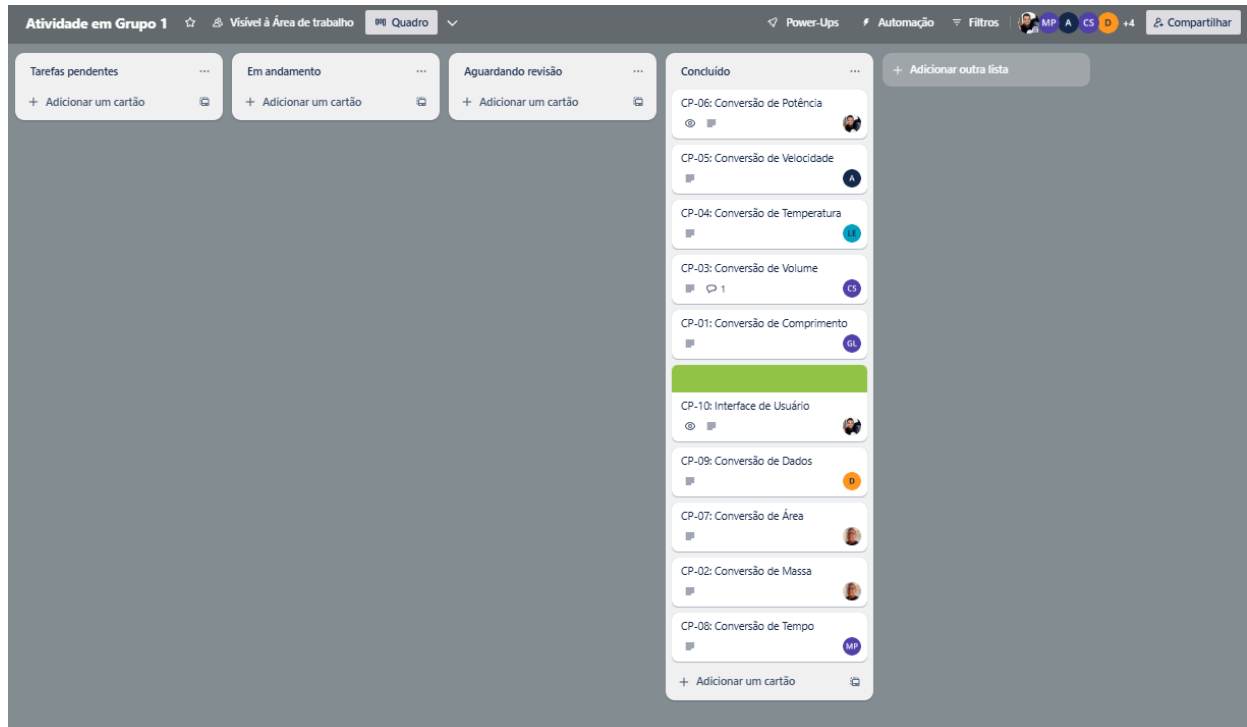 Atividade em Grupo 1 Visível à Área de trabalho Quadro Power-Ups Automação Filtros MP A CS D +4 Compartilhar
Tarefas pendentes
+ Adicionar um cartão
Em andamento
+ Adicionar um cartão
Aguardando revisão
+ Adicionar um cartão
Concluído
CP-06: Conversão de Potência
CP-05: Conversão de Velocidade
A
CP-04: Conversão de Temperatura
LE
CP-03: Conversão de Volume
1 CS
CP-01: Conversão de Comprimento
GL
CP-10: Interface de Usuário
CP-09: Conversão de Dados
D
CP-07: Conversão de Área
CP-02: Conversão de Massa
CP-08: Conversão de Tempo
MP
+ Adicionar um cartão
+ Adicionar outra lista